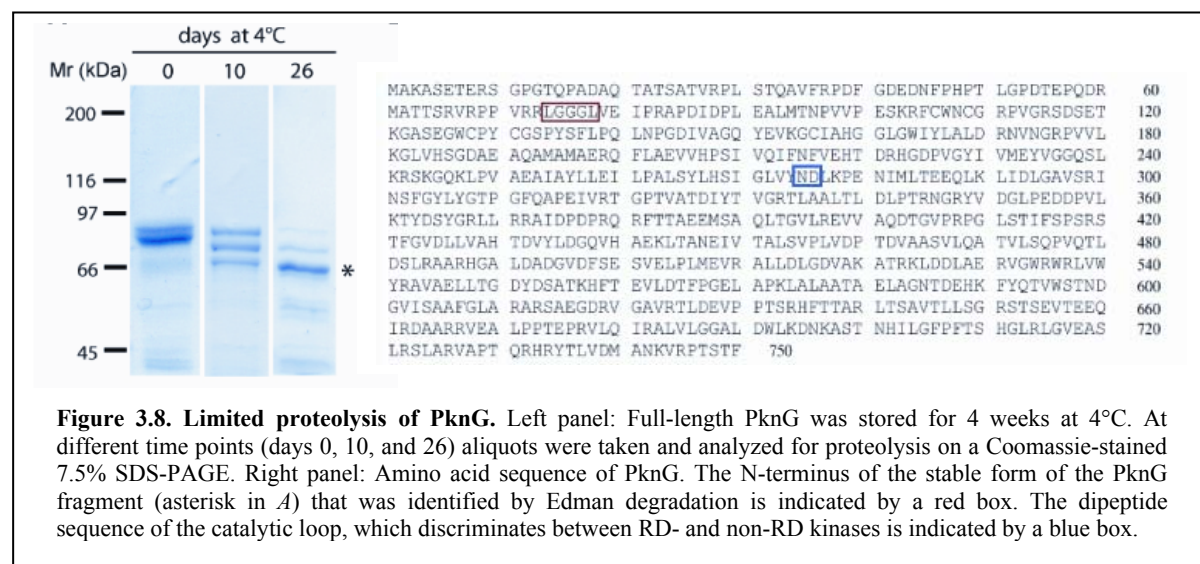 days at 4°C
Mr (kDa) 0 10 26
200
116
97
66 *
45
MAKASETERS GPGTQPADAQ TATSATVRPL STQAVFRPDF GDEDNFPHPT LGPDTEPQDR 60
MATTSRVRPP VRRLGGGLVE IPRAPDIDPL EALMTNPVVP ESKRFCWNCG RPVGRSDSET 120
KGASEGWCPY CGSPYSFLPQ LNPGDIVAGQ YEVKGCIAHG GLGWIYLALD RNVNGRPVVL 180
KGLVHSGDAE AQAMAMAERQ FLAEVVHPSI VQIFNFVEHT DRHGDPVGYI VMEYVGGQSL 240
KRSKGQKLPV AEAIAYLLEI LPALSYLHSI GLVYNDLKPE NIMLTEEQLK LIDLGAVSRI 300
NSFGYLYGTP GFQAPEIVRT GPTVATDIYT VGRTLAALTL DLPTRNGRYV DGLPEDDPVL 360
KTYDSYGRLL RRAIDPDPRQ RFTTAEEMSA QLTGVLREVV AQDTGVPRPG LSTIFSPSRS 420
TFGVDLLVAH TDVYLDGQVH AEKLTANEIV TALSVPLVDP TDVAASVLQA TVLSQPVQTL 480
DSLRAARHGA LDADGVDFSE SVELPLMEVR ALLDLGDVAK ATRKLDDLAE RVGWRWRLVW 540
YRAVAELLTG DYDSATKHFT EVLDTFPGEL APKLALAATA ELAGNTDEHK FYQTVWSTND 600
GVISAAFGLA RARSAEGDRV GAVRTLDEVP PTSRHFTTAR LTSAVTLLSG RSTSEVTEEQ 660
IRDAARRVEA LPPTEPRVLQ IRALVLGGAL DWLKDNKAST NHILGFPFTS HGLRLGVEAS 720
LRSLARVAPT QRHRYTLVDM ANKVRPTSTF 750
Figure 3.8. Limited proteolysis of PknG. Left panel: Full-length PknG was stored for 4 weeks at 4°C. At
different time points (days 0, 10, and 26) aliquots were taken and analyzed for proteolysis on a Coomassie-stained
7.5% SDS-PAGE. Right panel: Amino acid sequence of PknG. The N-terminus of the stable form of the PknG
fragment (asterisk in A) that was identified by Edman degradation is indicated by a red box. The dipeptide
sequence of the catalytic loop, which discriminates between RD- and non-RD kinases is indicated by a blue box.